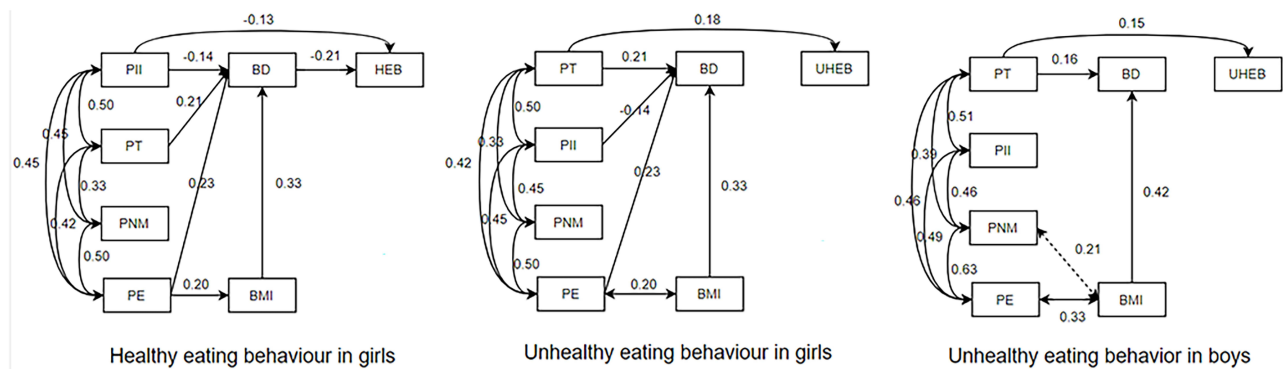 -0.13
PII -0.14 BD -0.21 HEB
0.50 0.21
0.45
0.45 PT
0.33 0.23 0.33
0.42 PNM
0.50
PE 0.20 BMI
Healthy eating behaviour in girls
0.18
PT 0.21 BD UHEB
0.50 -0.14
0.33
0.42 PII
0.45 0.23 0.33
0.45 PNM
0.50
PE 0.20 BMI
Unhealthy eating behaviour in girls
0.15
PT 0.16 BD UHEB
0.51
0.39 PII
0.46 0.46 0.42
0.49 PNM 0.21
0.63
PE 0.33 BMI
Unhealthy eating behavior in boys